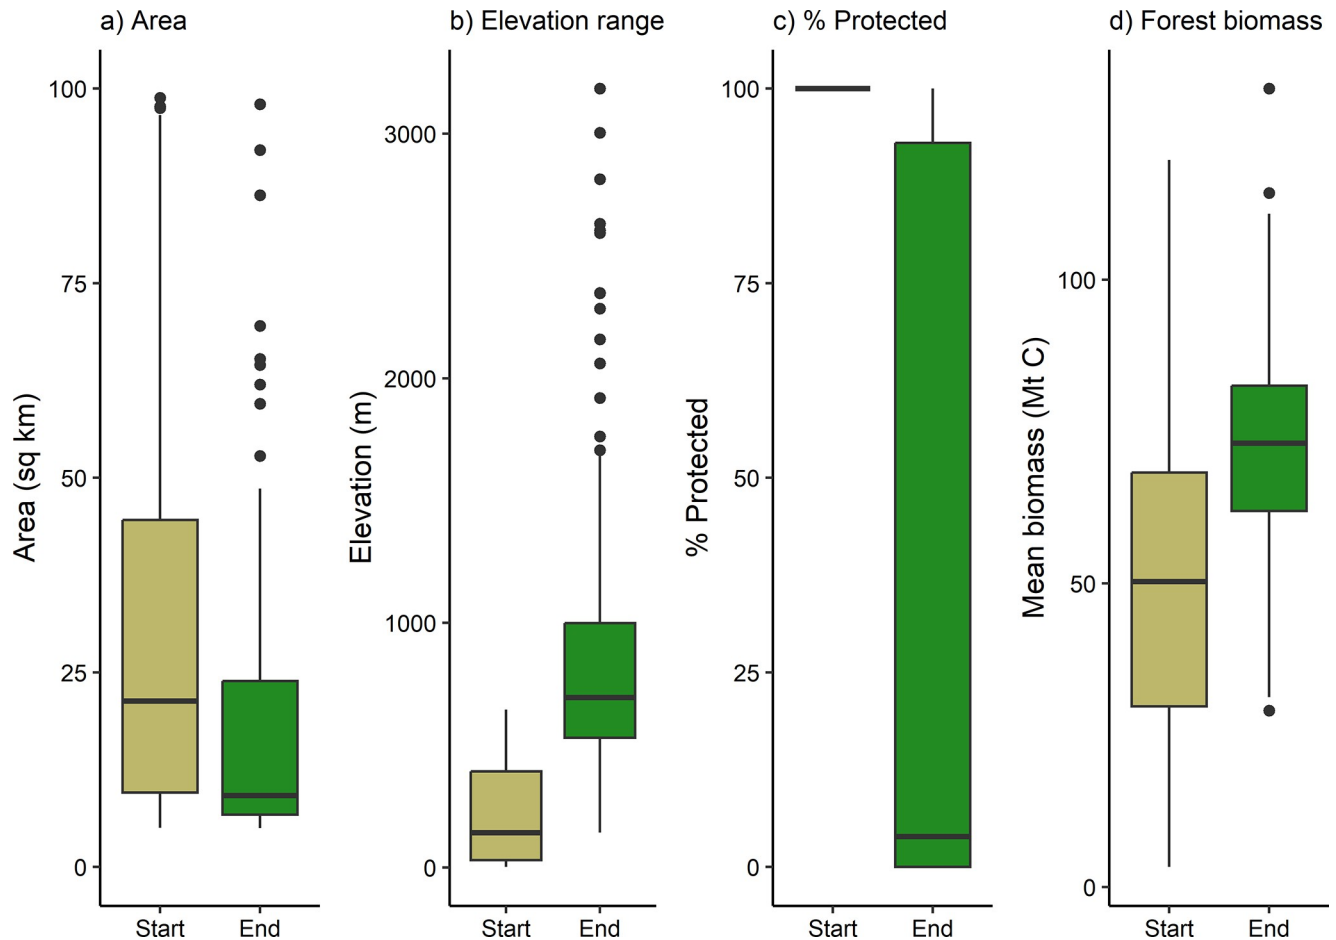 a) Area
b) Elevation range
c) % Protected
d) Forest biomass
Area (sq km)
100
75
50
25
0
Start
End
Elevation (m)
3000
2000
1000
0
Start
End
% Protected
100
75
50
25
0
Start
End
Mean biomass (Mt C)
100
50
0
Start
End